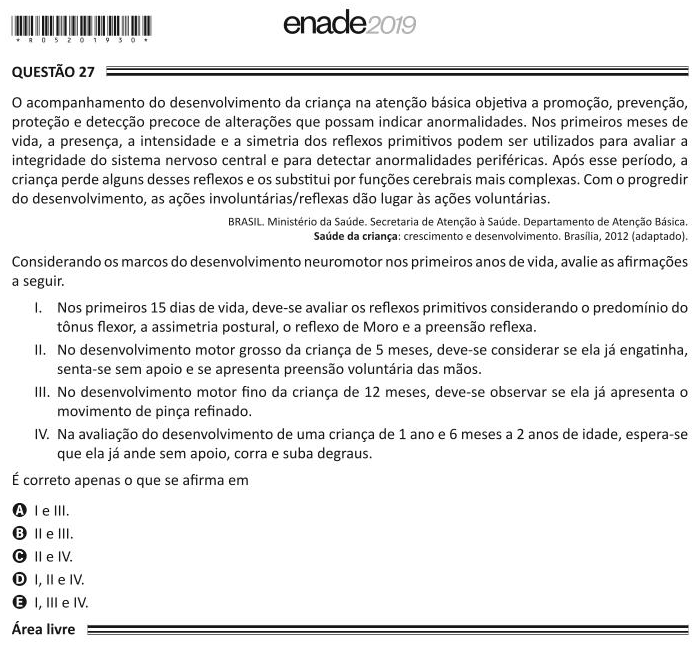 enade2019
*R05201930*
QUESTÃO 27
O acompanhamento do desenvolvimento da criança na atenção básica objetiva a promoção, prevenção,
proteção e detecção precoce de alterações que possam indicar anormalidades. Nos primeiros meses de
vida, a presença, a intensidade e a simetria dos reflexos primitivos podem ser utilizados para avaliar a
integridade do sistema nervoso central e para detectar anormalidades periféricas. Após esse período, a
criança perde alguns desses reflexos e os substitui por funções cerebrais mais complexas. Com o progredir
do desenvolvimento, as ações involuntárias/reflexas dão lugar às ações voluntárias.
BRASIL. Ministério da Saúde. Secretaria de Atenção à Saúde. Departamento de Atenção Básica.
Saúde da criança: crescimento e desenvolvimento. Brasília, 2012 (adaptado).
Considerando os marcos do desenvolvimento neuromotor nos primeiros anos de vida, avalie as afirmações
a seguir.
I. Nos primeiros 15 dias de vida, deve-se avaliar os reflexos primitivos considerando o predomínio do
tônus flexor, a assimetria postural, o reflexo de Moro e a preensão reflexa.
II. No desenvolvimento motor grosso da criança de 5 meses, deve-se considerar se ela já engatinha,
senta-se sem apoio e se apresenta preensão voluntária das mãos.
III. No desenvolvimento motor fino da criança de 12 meses, deve-se observar se ela já apresenta o
movimento de pinça refinado.
IV. Na avaliação do desenvolvimento de uma criança de 1 ano e 6 meses a 2 anos de idade, espera-se
que ela já ande sem apoio, corra e suba degraus.
É correto apenas o que se afirma em
A I e III.
B II e III.
C II e IV.
D I, II e IV.
E I, III e IV.
Área livre